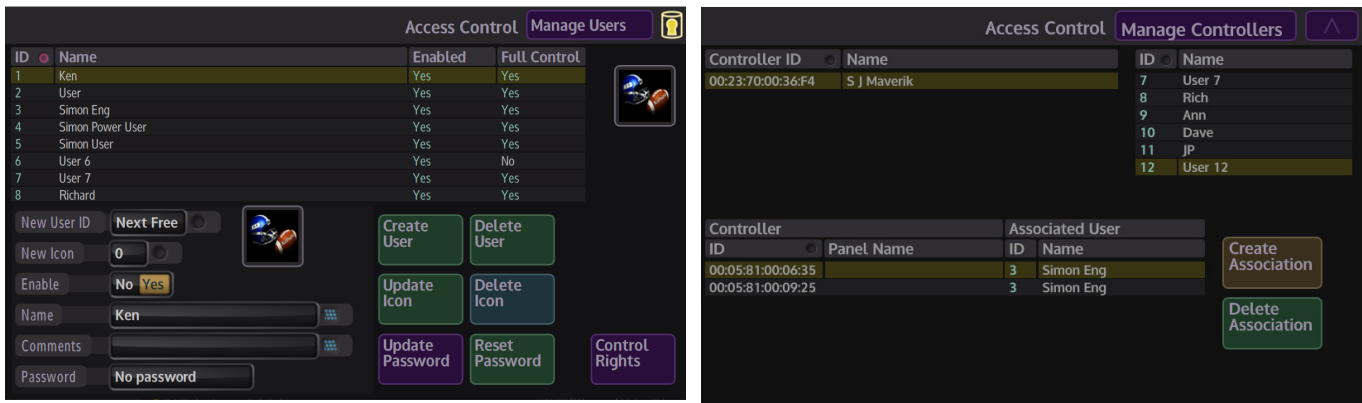 Access Control Manage Users
ID Name Enabled Full Control
1 Ken Yes Yes
2 User Yes Yes
3 Simon Eng Yes Yes
4 Simon Power User Yes Yes
5 Simon User Yes Yes
6 User 6 Yes No
7 User 7 Yes Yes
8 Richard Yes Yes
New User ID Next Free
New Icon 0
Enable No Yes
Name Ken
Comments
Password No password
Create User
Delete User
Update Icon
Delete Icon
Update Password
Reset Password
Control Rights
Access Control Manage Controllers
Controller ID Name
00:23:70:00:36:F4 S J Maverik
ID Name
7 User 7
8 Rich
9 Ann
10 Dave
11 JP
12 User 12
Controller Associated User
ID Panel Name ID Name
00:05:81:00:06:35 3 Simon Eng
00:05:81:00:09:25 3 Simon Eng
Create Association
Delete Association